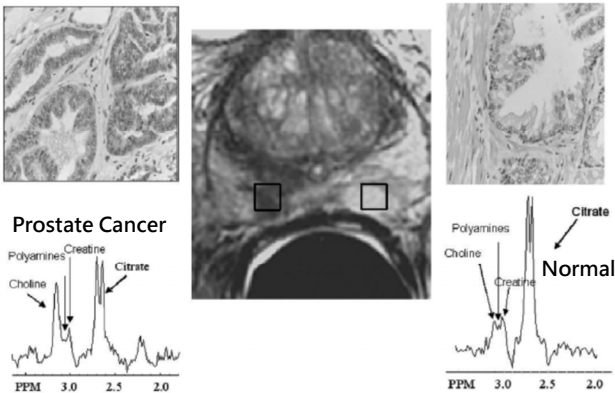 Prostate Cancer
Polyamines
Creatine
Choline
Citrate
PPM 3.0 2.5 2.0
Citrate
Polyamines
Normal
Choline
Creatine
PPM 3.0 2.5 2.0